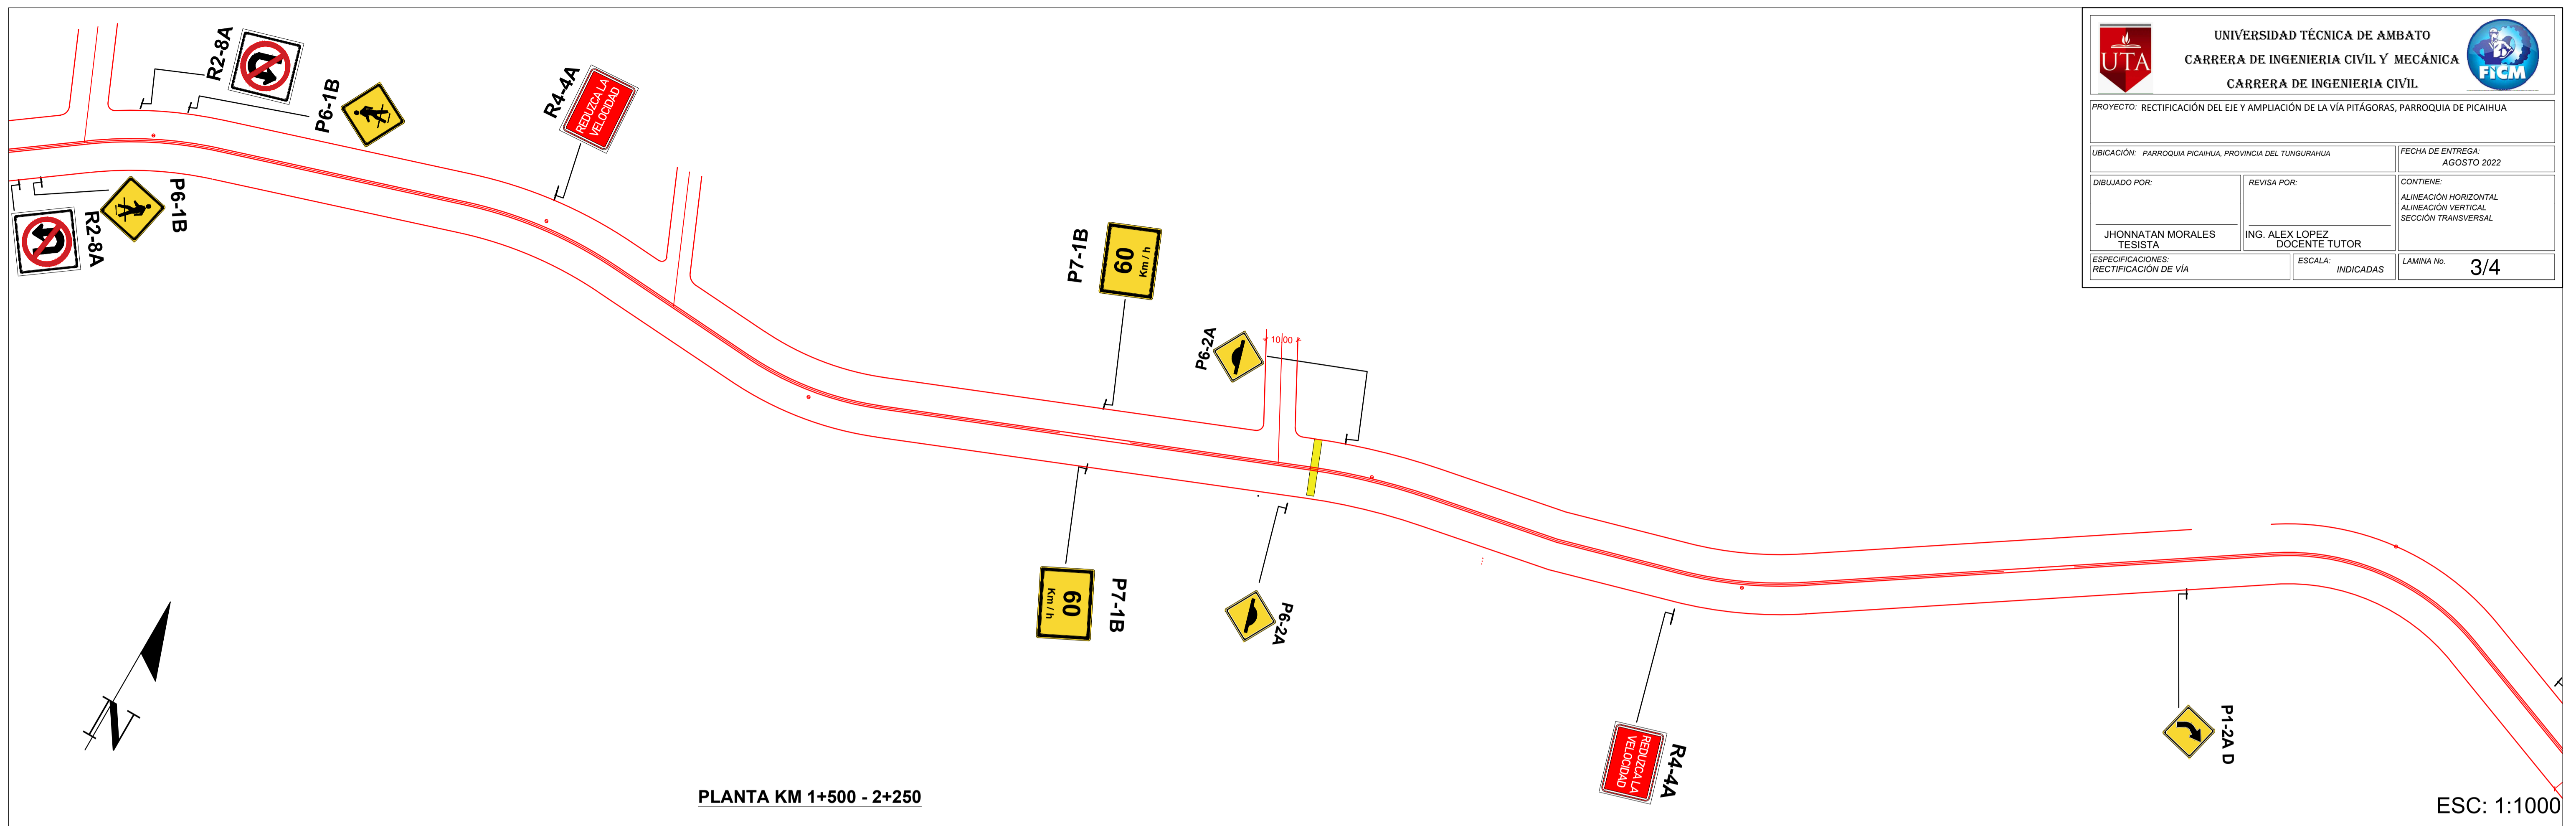 R2-8A
P6-1B
R4-4A
REDUZCA LA
VELOCIDAD
P6-1B
R2-8A
P7-1B
60
Km / h
P6-2A
10.00
P7-1B
60
Km / h
P6-2A
R4-4A
REDUZCA LA
VELOCIDAD
P1-2A D
N
PLANTA KM 1+500 - 2+250
ESC: 1:1000
UTA
UNIVERSIDAD TÉCNICA DE AMBATO
CARRERA DE INGENIERIA CIVIL Y MECÁNICA
CARRERA DE INGENIERIA CIVIL
FICM
PROYECTO: RECTIFICACIÓN DEL EJE Y AMPLIACIÓN DE LA VÍA PITÁGORAS, PARROQUIA DE PICAIHUA
UBICACIÓN: PARROQUIA PICAIHUA, PROVINCIA DEL TUNGURAHUA
FECHA DE ENTREGA:
AGOSTO 2022
DIBUJADO POR:
JHONNATAN MORALES
TESISTA
REVISA POR:
ING. ALEX LOPEZ
DOCENTE TUTOR
CONTIENE:
ALINEACIÓN HORIZONTAL
ALINEACIÓN VERTICAL
SECCIÓN TRANSVERSAL
ESPECIFICACIONES:
RECTIFICACIÓN DE VÍA
ESCALA:
INDICADAS
LAMINA No. 3/4